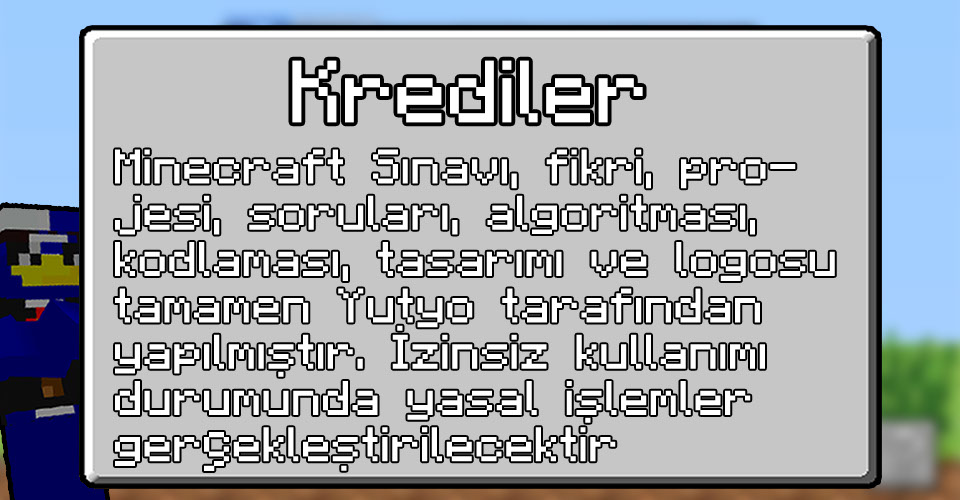 Krediler
Minecraft Sınavı, fikri, pro-
jesi, soruları, algoritması,
kodlaması, tasarımı ve logosu
tamamen Yutyo tarafından
yapılmıştır. İzinsiz kullanımı
durumunda yasal işlemler
gerçekleştirilecektir